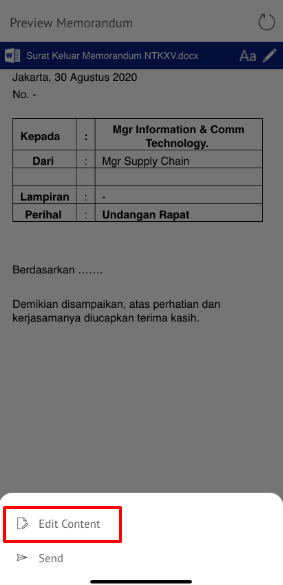 Preview Memorandum
Surat Keluar Memorandum NTKXV.docx Aa
Jakarta, 30 Agustus 2020
No. -
Kepada : Mgr Information & Comm
Technology.
Dari : Mgr Supply Chain
Lampiran : -
Perihal : Undangan Rapat
Berdasarkan …….
Demikian disampaikan, atas perhatian dan
kerjasamanya diucapkan terima kasih.
Edit Content
Send